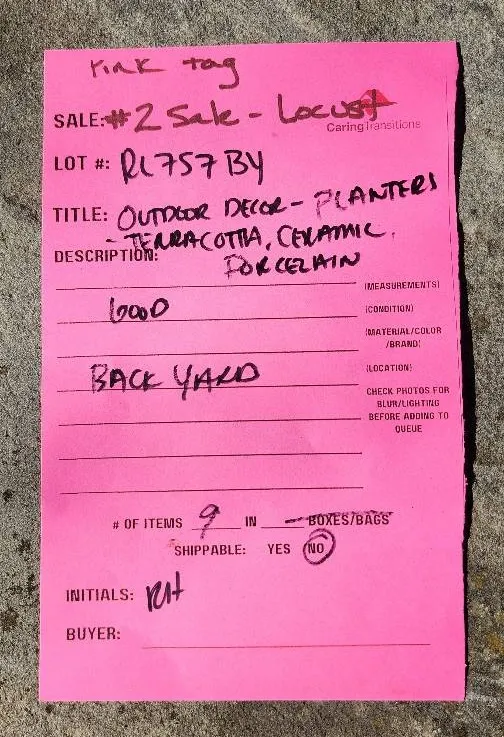 Pink tag
SALE: #2 Sale - Locust
CaringTransitions
LOT #: RL757BY
TITLE: OUTDOOR DECOR - PLANTERS
- TERRACOTTA, CERAMIC,
DESCRIPTION: PORCELAIN
(MEASUREMENTS)
GOOD (CONDITION)
(MATERIAL/COLOR
/BRAND)
BACK YARD (LOCATION)
CHECK PHOTOS FOR
BLUR/LIGHTING
BEFORE ADDING TO
QUEUE
# OF ITEMS 9 IN BOXES/BAGS
SHIPPABLE: YES NO
INITIALS: RH
BUYER: